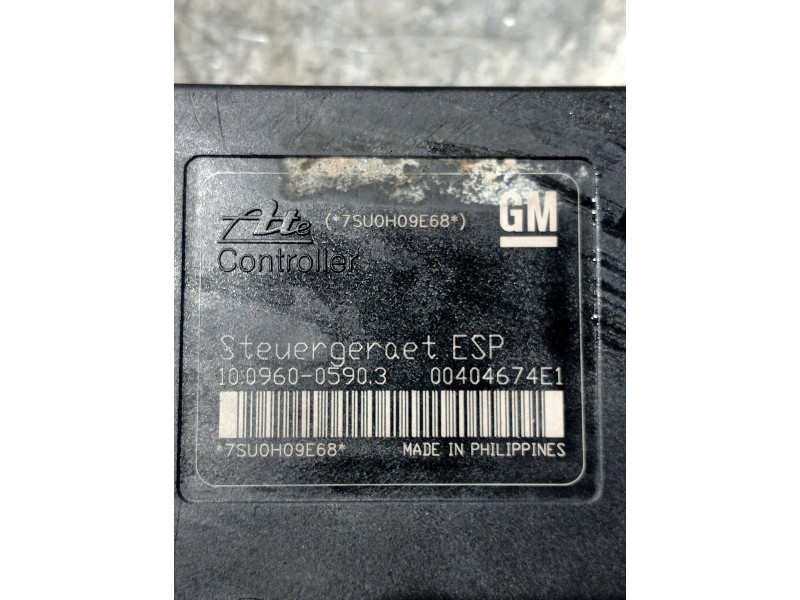 Ate (*7SU0H09E68*) GM
Controller
Steuergeraet ESP
10.0960-0590.3 00404674E1
*7SU0H09E68* MADE IN PHILIPPINES